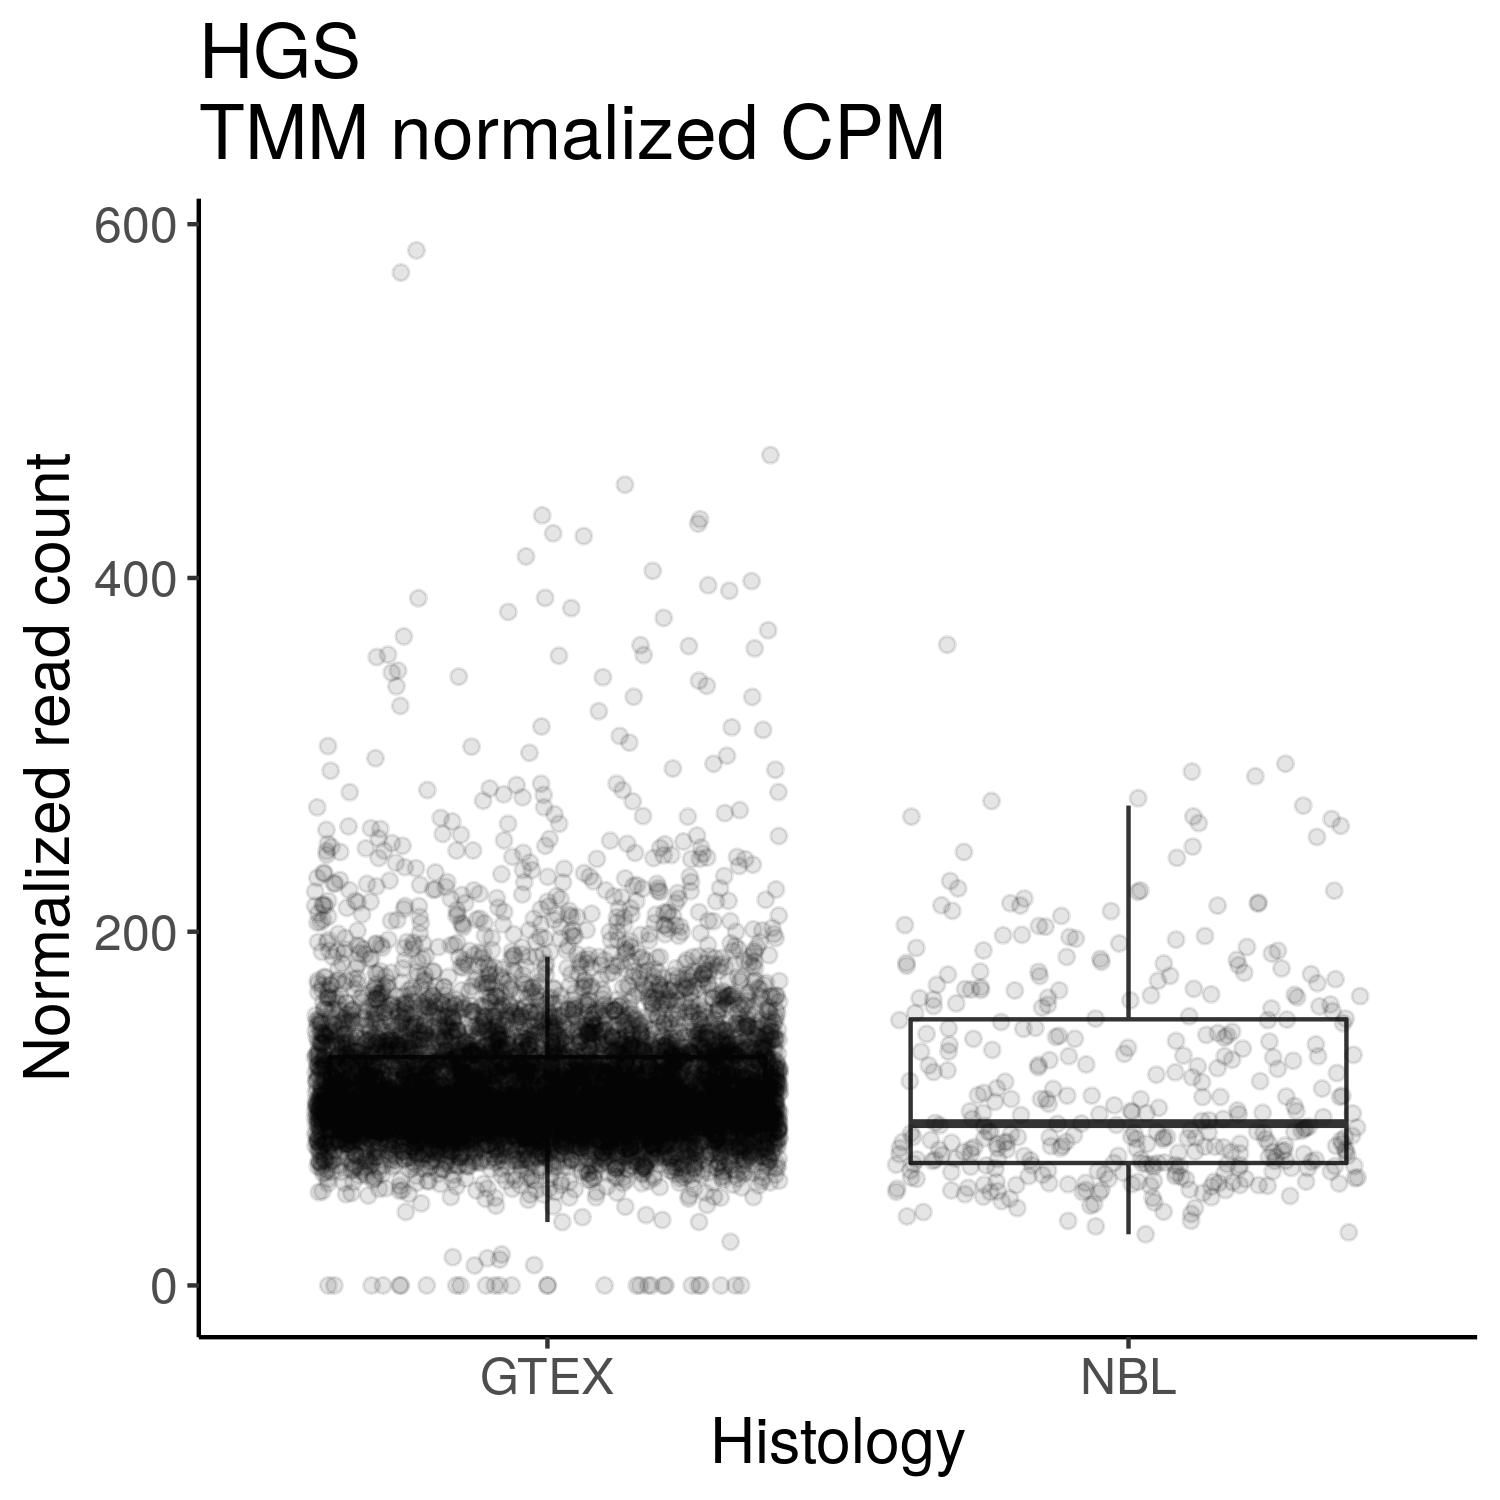 HGS
TMM normalized CPM
Normalized read count
600
400
200
0
GTEX
NBL
Histology